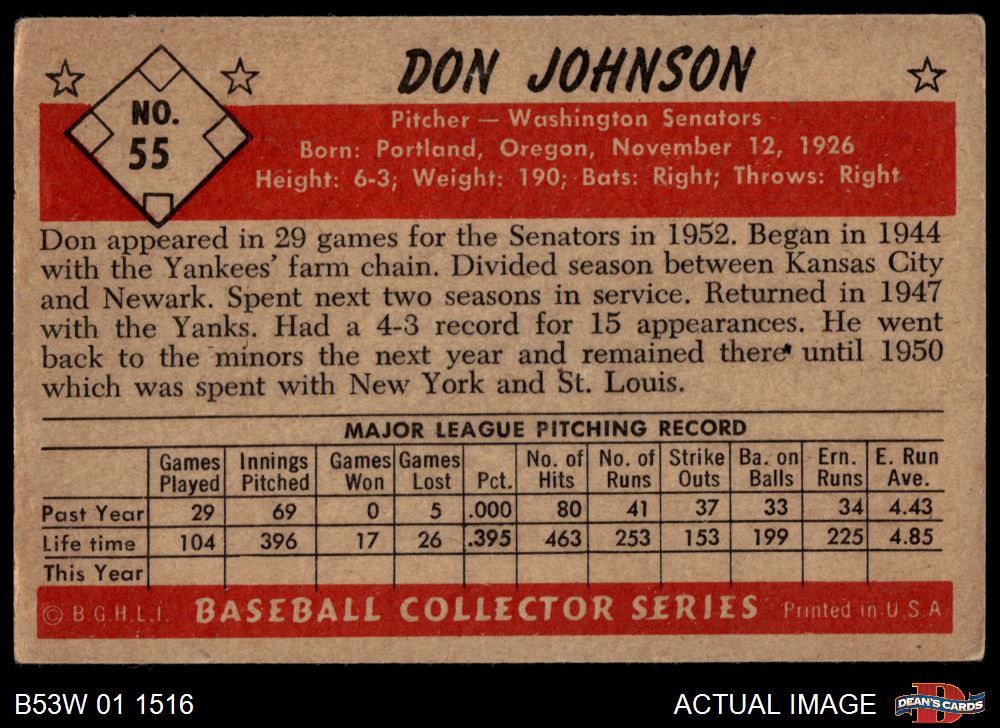 DON JOHNSON
NO.
55
Pitcher — Washington Senators
Born: Portland, Oregon, November 12, 1926
Height: 6-3; Weight: 190; Bats: Right; Throws: Right
Don appeared in 29 games for the Senators in 1952. Began in 1944
with the Yankees' farm chain. Divided season between Kansas City
and Newark. Spent next two seasons in service. Returned in 1947
with the Yanks. Had a 4-3 record for 15 appearances. He went
back to the minors the next year and remained there until 1950
which was spent with New York and St. Louis.
MAJOR LEAGUE PITCHING RECORD
Games Played Innings Pitched Games Won Games Lost Pct. No. of Hits No. of Runs Strike Outs Ba. on Balls Ern. Runs E. Run Ave.
Past Year 29 69 0 5 .000 80 41 37 33 34 4.43
Life time 104 396 17 26 .395 463 253 153 199 225 4.85
This Year
© B.G.H.L.I. BASEBALL COLLECTOR SERIES Printed in U.S.A
B53W 01 1516 ACTUAL IMAGE DEAN'S CARDS